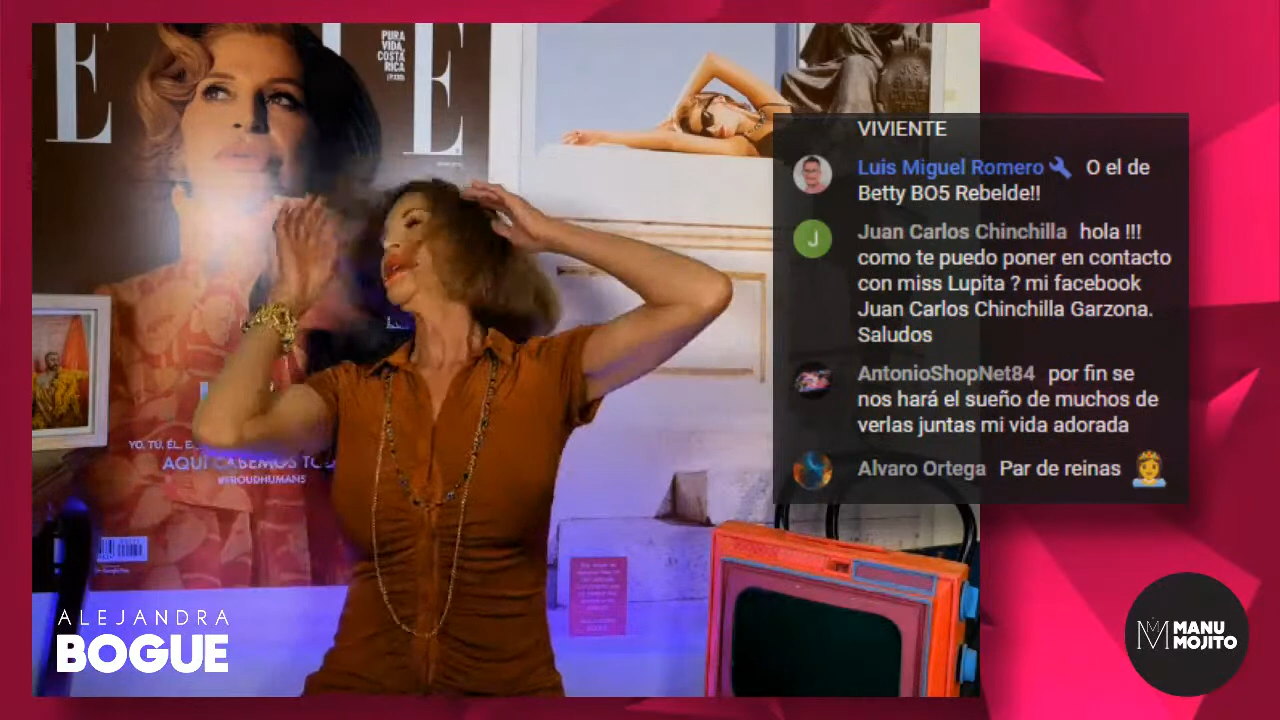 E LE
PURA
VIDA,
COSTA
RICA
YO, TÚ, ÉL, E
AQUÍ CABEMOS TO
#PROUDHUMANS
ALEJANDRA
BOGUE
VIVIENTE
Luis Miguel Romero O el de
Betty BO5 Rebelde!!
J
Juan Carlos Chinchilla hola !!!
como te puedo poner en contacto
con miss Lupita ? mi facebook
Juan Carlos Chinchilla Garzona.
Saludos
AntonioShopNet84 por fin se
nos hará el sueño de muchos de
verlas juntas mi vida adorada
Alvaro Ortega Par de reinas
M MANU
MOJITO